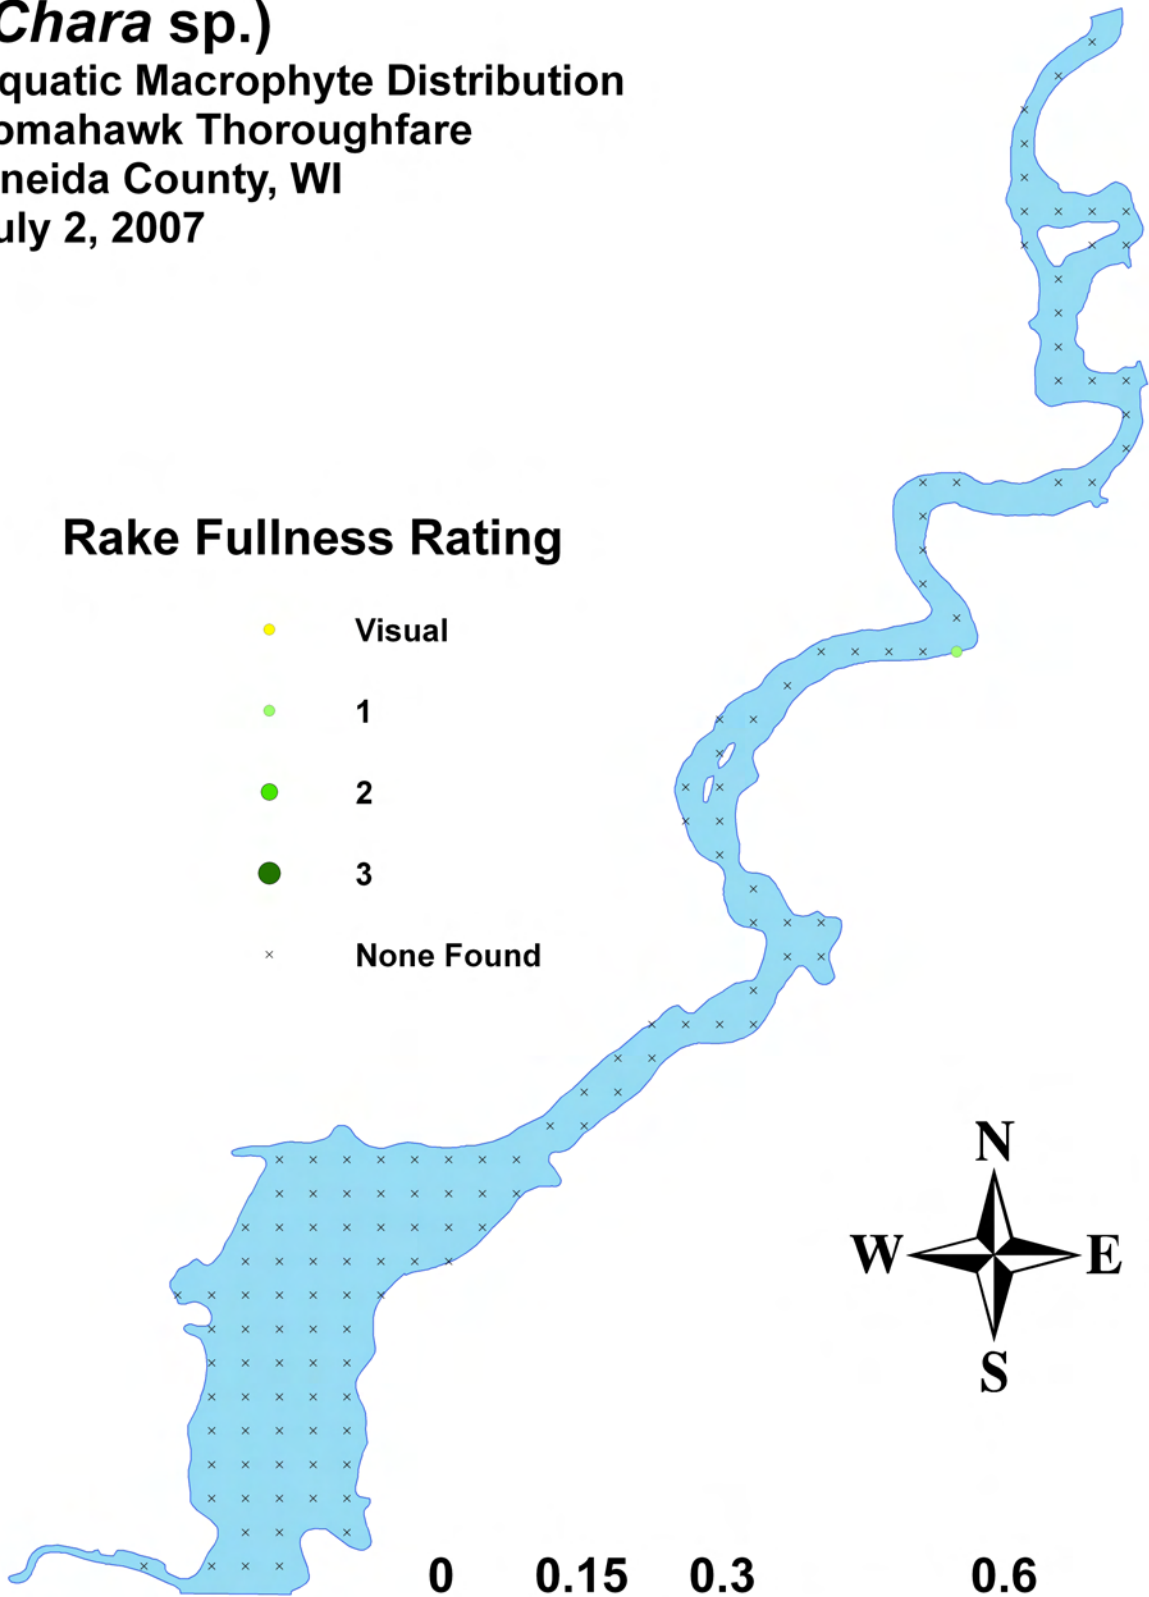 Chara sp.)
quatic Macrophyte Distribution
omahawk Thoroughfare
neida County, WI
uly 2, 2007
Rake Fullness Rating
Visual
1
2
3
None Found
N
W E
S
0 0.15 0.3 0.6